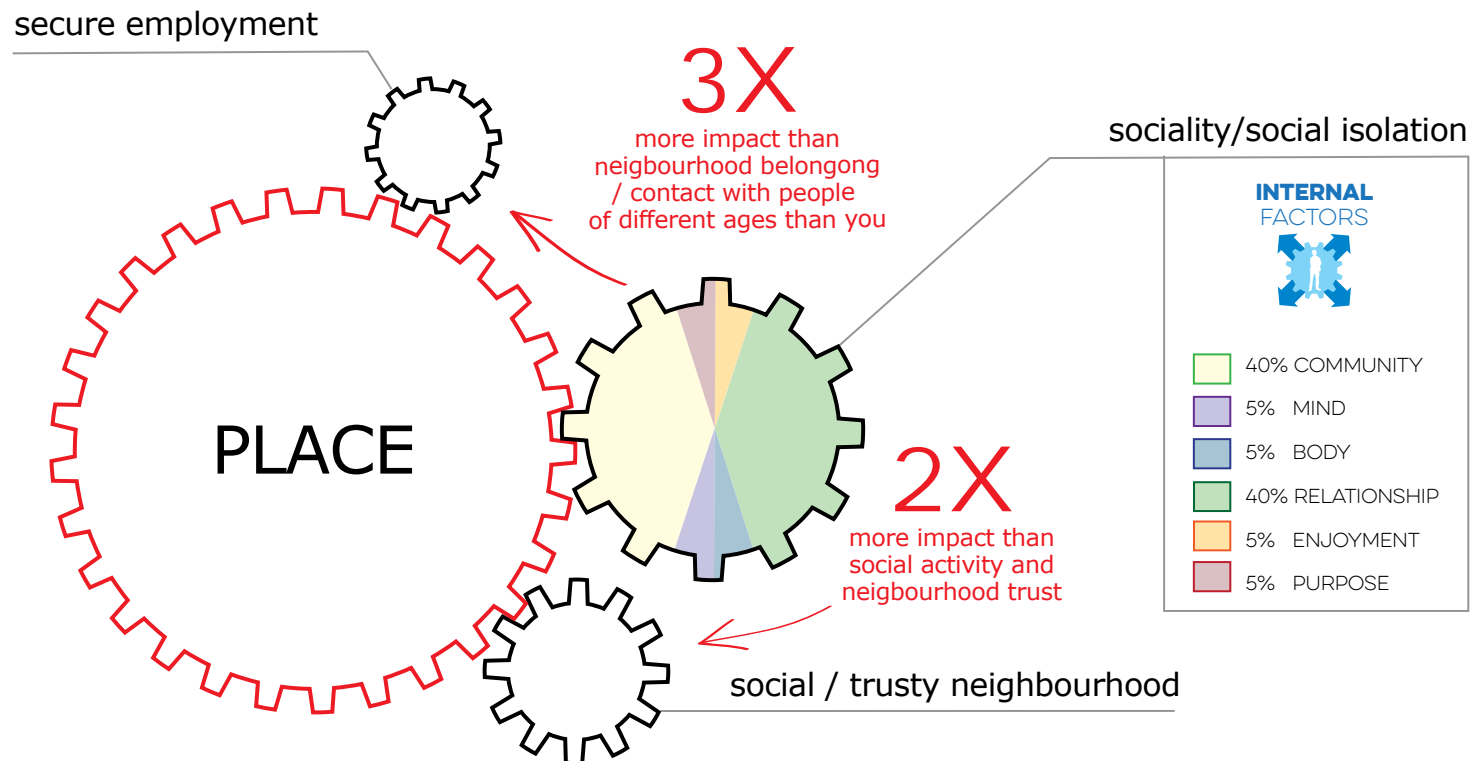 secure employment
3X
more impact than
neigbourhood belongong
/ contact with people
of different ages than you
sociality/social isolation
INTERNAL
FACTORS
40% COMMUNITY
5% MIND
5% BODY
40% RELATIONSHIP
5% ENJOYMENT
5% PURPOSE
PLACE
2X
more impact than
social activity and
neigbourhood trust
social / trusty neighbourhood